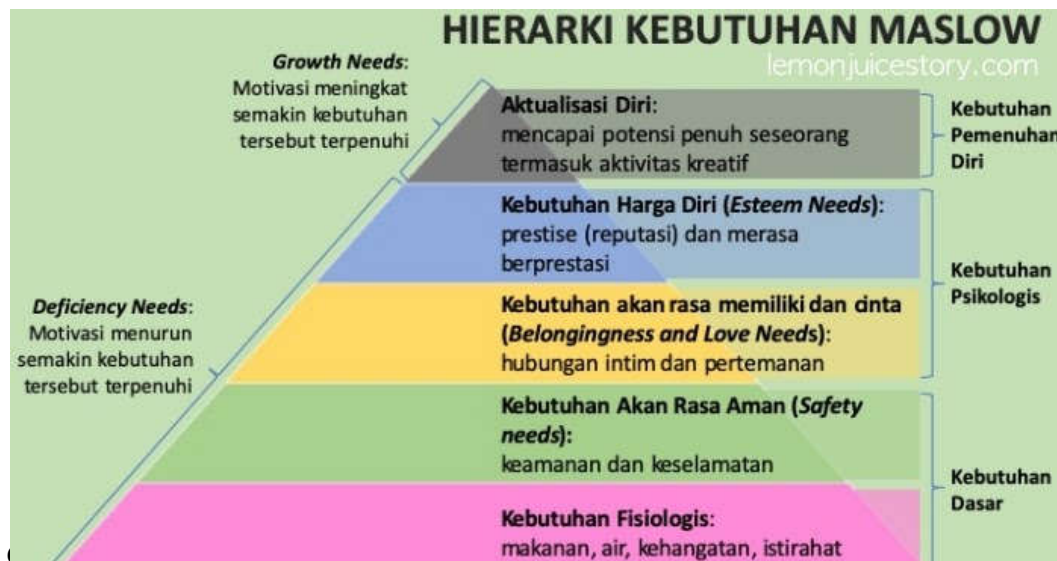 HIERARKI KEBUTUHAN MASLOW
lemonjuicestory.com
Growth Needs:
Motivasi meningkat
semakin kebutuhan
tersebut terpenuhi
Aktualisasi Diri:
mencapai potensi penuh seseorang
termasuk aktivitas kreatif
Kebutuhan
Pemenuhan
Diri
Kebutuhan Harga Diri (Esteem Needs):
prestise (reputasi) dan merasa
berprestasi
Kebutuhan
Psikologis
Deficiency Needs:
Motivasi menurun
semakin kebutuhan
tersebut terpenuhi
Kebutuhan akan rasa memiliki dan cinta
(Belongingness and Love Needs):
hubungan intim dan pertemanan
Kebutuhan Akan Rasa Aman (Safety
needs):
keamanan dan keselamatan
Kebutuhan
Dasar
Kebutuhan Fisiologis:
makanan, air, kehangatan, istirahat